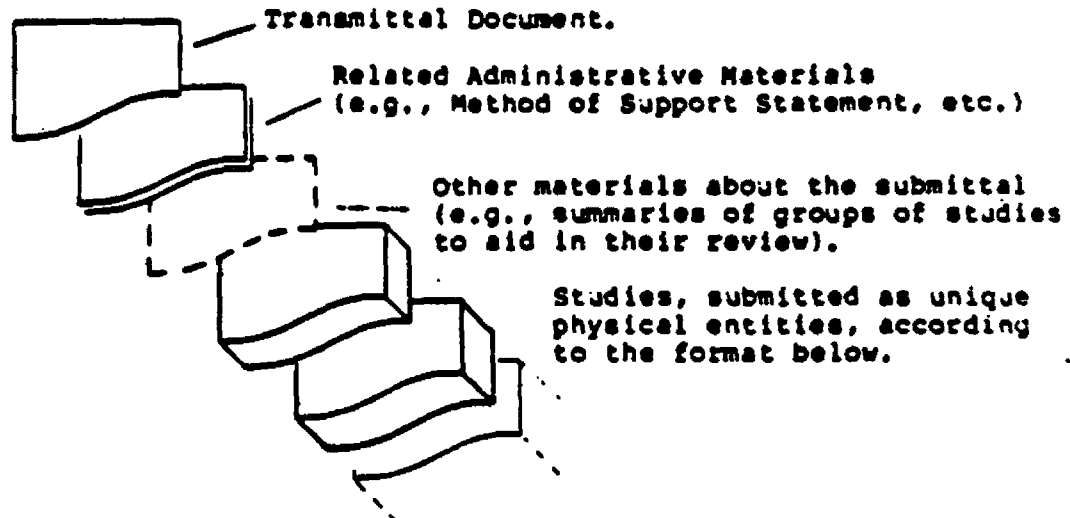 Transmittal Document.
Related Administrative Materials
(e.g., Method of Support Statement, etc.)
Other materials about the submittal
(e.g., summaries of groups of studies
to aid in their review).
Studies, submitted as unique
physical entities, according
to the format below.